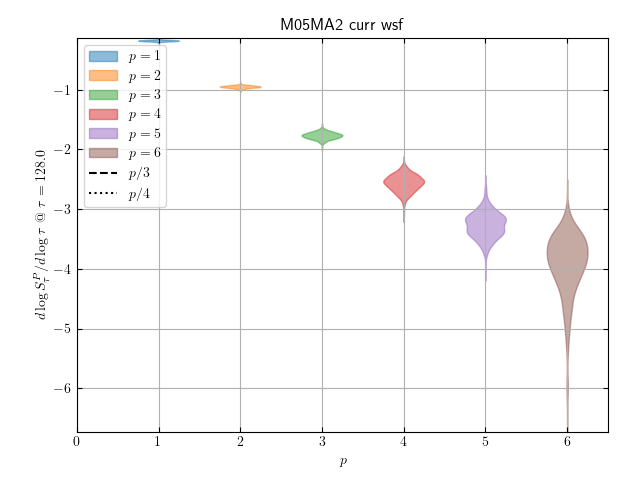 M05MA2 curr wsf
p = 1
p = 2
p = 3
p = 4
p = 5
p = 6
p/3
p/4
−1
−2
−3
−4
−5
−6
d log S_τ^P / d log τ @ τ = 128.0
0 1 2 3 4 5 6
p